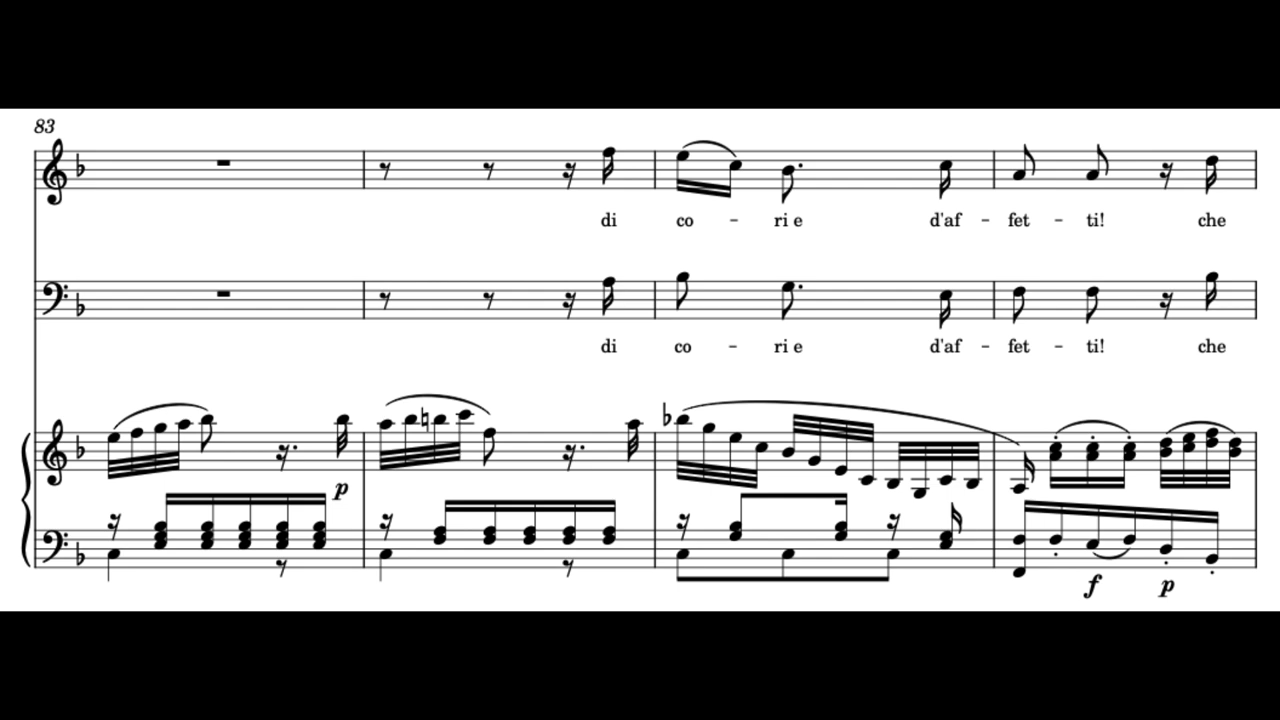 83
di co - ri e d'af - fet - ti! che
di co - ri e d'af - fet - ti! che
p
f p